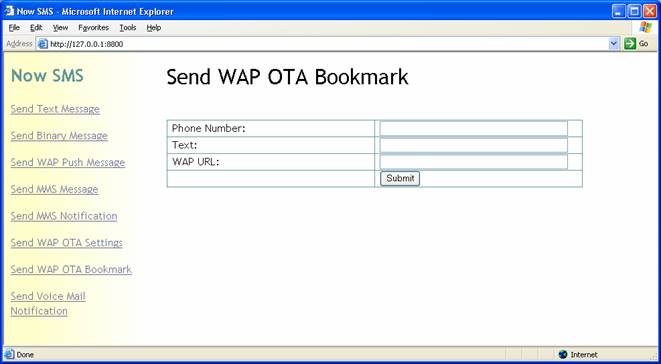 Now SMS - Microsoft Internet Explorer
File Edit View Favorites Tools Help
Address http://127.0.0.1:8800 Go
Now SMS
Send Text Message
Send Binary Message
Send WAP Push Message
Send MMS Message
Send MMS Notification
Send WAP OTA Settings
Send WAP OTA Bookmark
Send Voice Mail
Notification
Send WAP OTA Bookmark
Phone Number:
Text:
WAP URL:
Submit
Done Internet